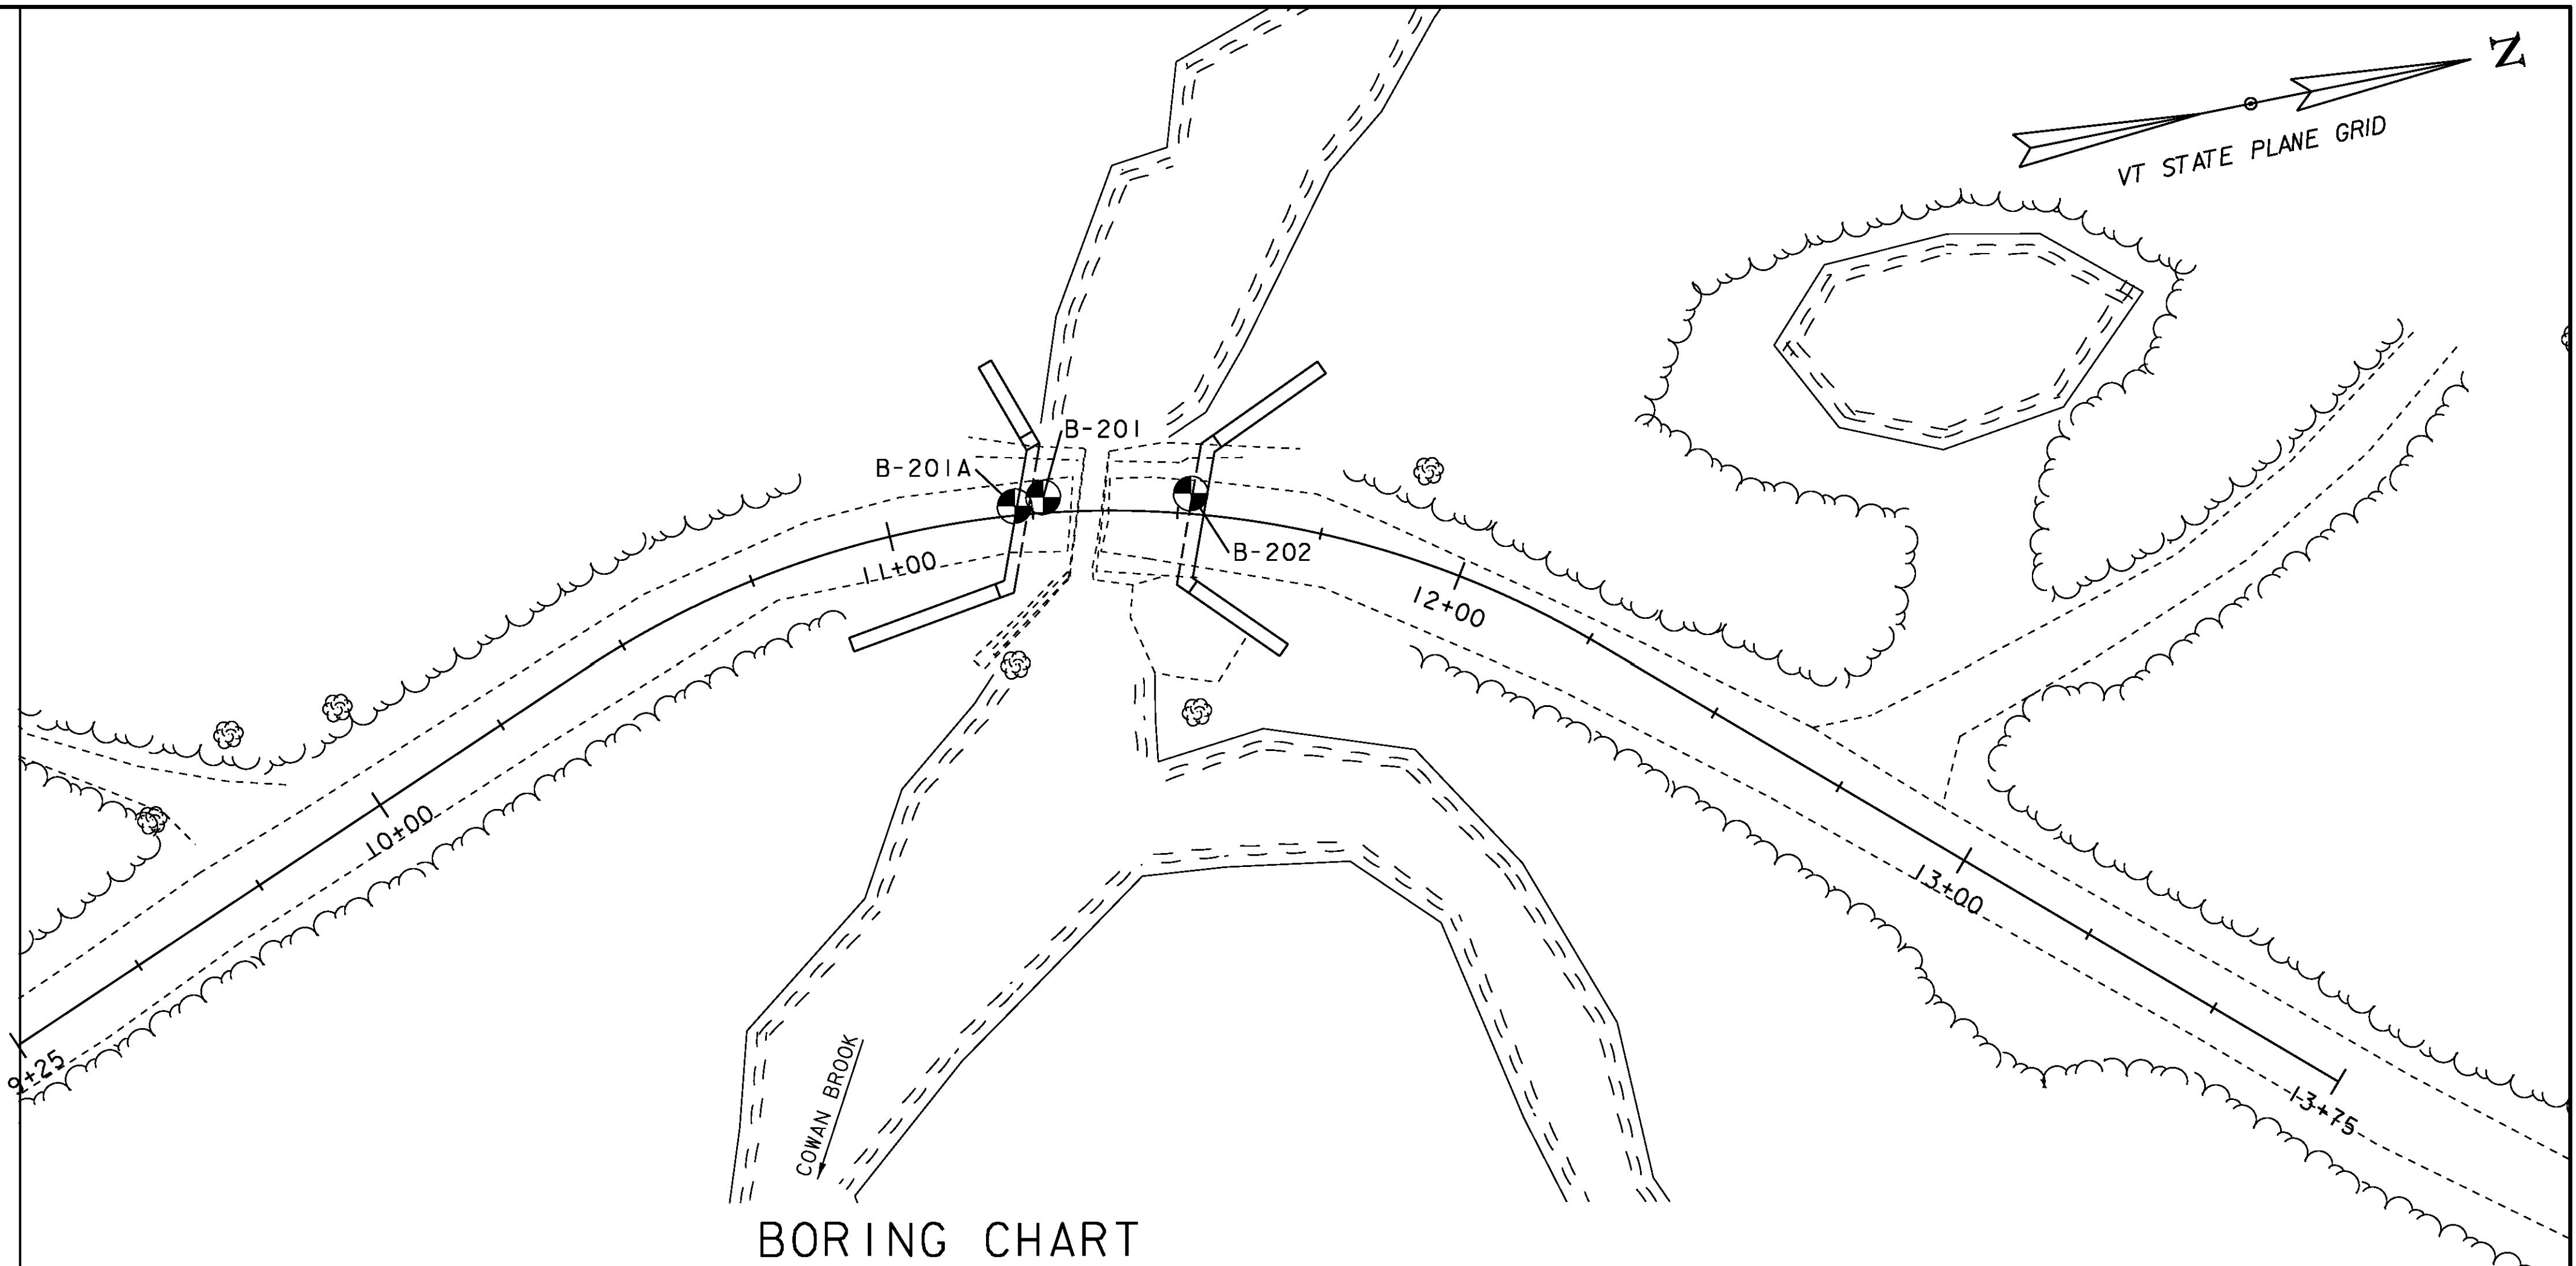 N
VT STATE PLANE GRID
B-201
B-201A
B-202
11+00
12+00
10+00
13+00
9+25
13+75
COWAN BROOK
BORING CHART